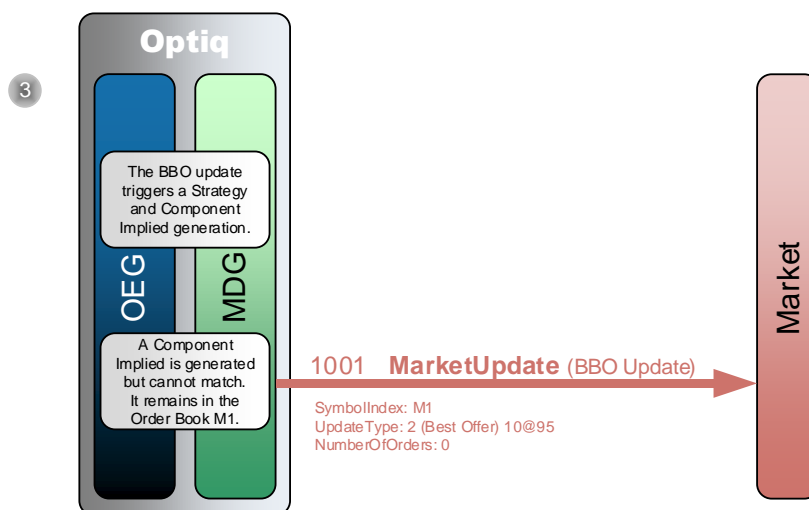 Optiq
3
The BBO update
triggers a Strategy
and Component
Implied generation.
OEG
MDG
Market
A Component
Implied is generated
but cannot match.
It remains in the
Order Book M1.
1001 MarketUpdate (BBO Update)
SymbolIndex: M1
UpdateType: 2 (Best Offer) 10@95
NumberOfOrders: 0